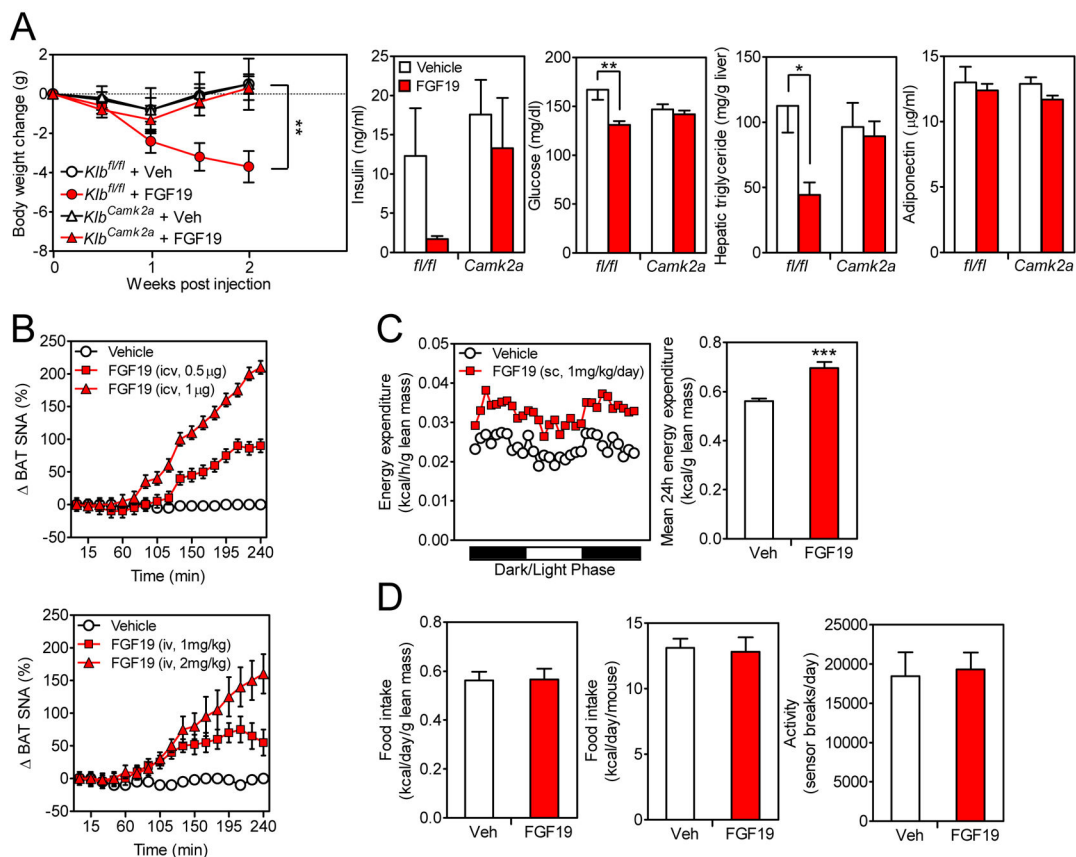 A
Body weight change (g)
2
0
-2
-4
-6
-8
**
Klb^fl/fl + Veh
Klb^fl/fl + FGF19
Klb^Camk2a + Veh
Klb^Camk2a + FGF19
0
1
2
Weeks post injection
Insulin (ng/ml)
25
20
15
10
5
0
fl/fl
Camk2a
Vehicle
FGF19
Glucose (mg/dl)
200
150
100
50
0
**
fl/fl
Camk2a
Hepatic triglyceride (mg/g liver)
150
100
50
0
*
fl/fl
Camk2a
Adiponectin (μg/ml)
15
10
5
0
fl/fl
Camk2a
B
Δ BAT SNA (%)
250
200
150
100
50
0
-50
Vehicle
FGF19 (icv, 0.5μg)
FGF19 (icv, 1μg)
15 60 105 150 195 240
Time (min)
Δ BAT SNA (%)
200
150
100
50
0
-50
Vehicle
FGF19 (iv, 1mg/kg)
FGF19 (iv, 2mg/kg)
15 60 105 150 195 240
Time (min)
C
Energy expenditure
(kcal/h/g lean mass)
0.05
0.04
0.03
0.02
0.01
0.00
Vehicle
FGF19 (sc, 1mg/kg/day)
Dark/Light Phase
Mean 24h energy expenditure
(kcal/g lean mass)
0.8
0.6
0.4
0.2
0.0
***
Veh
FGF19
D
Food intake
(kcal/day/g lean mass)
0.8
0.6
0.4
0.2
0.0
Veh
FGF19
Food intake
(kcal/day/mouse)
15
10
5
0
Veh
FGF19
Activity
(sensor breaks/day)
25000
20000
15000
10000
5000
0
Veh
FGF19